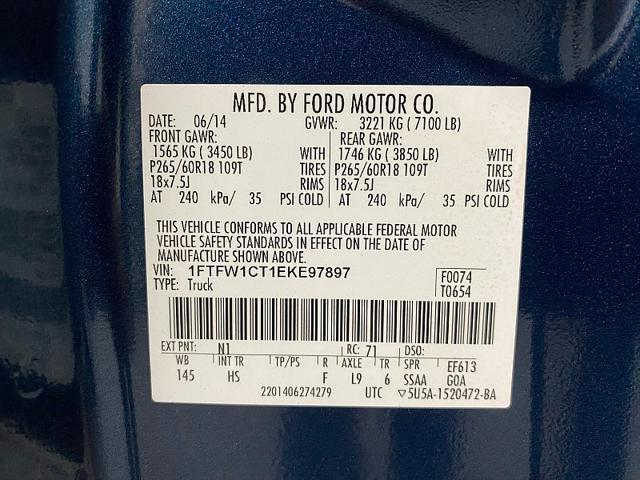 MFD. BY FORD MOTOR CO.
DATE: 06/14 GVWR: 3221 KG ( 7100 LB)
FRONT GAWR: REAR GAWR:
1565 KG ( 3450 LB) WITH 1746 KG ( 3850 LB) WITH
P265/60R18 109T TIRES P265/60R18 109T TIRES
18x7.5J RIMS 18x7.5J RIMS
AT 240 kPa/ 35 PSI COLD AT 240 kPa/ 35 PSI COLD
THIS VEHICLE CONFORMS TO ALL APPLICABLE FEDERAL MOTOR
VEHICLE SAFETY STANDARDS IN EFFECT ON THE DATE OF
MANUFACTURE SHOWN ABOVE.
VIN: 1FTFW1CT1EKE97897 F0074
TYPE: Truck T0654
EXT PNT: N1 RC: 71 DSO:
WB INT TR TP/PS R AXLE TR SPR EF613
145 HS F L9 6 SSAA GOA
2201406274279 UTC ▽5U5A-1520472-BA